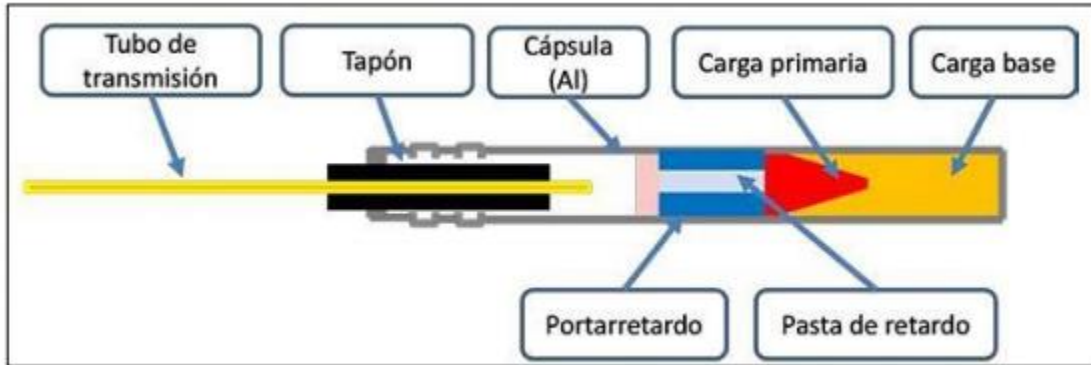 Tubo de
transmisión
Tapón
Cápsula
(Al)
Carga primaria
Carga base
Portarretardo
Pasta de retardo